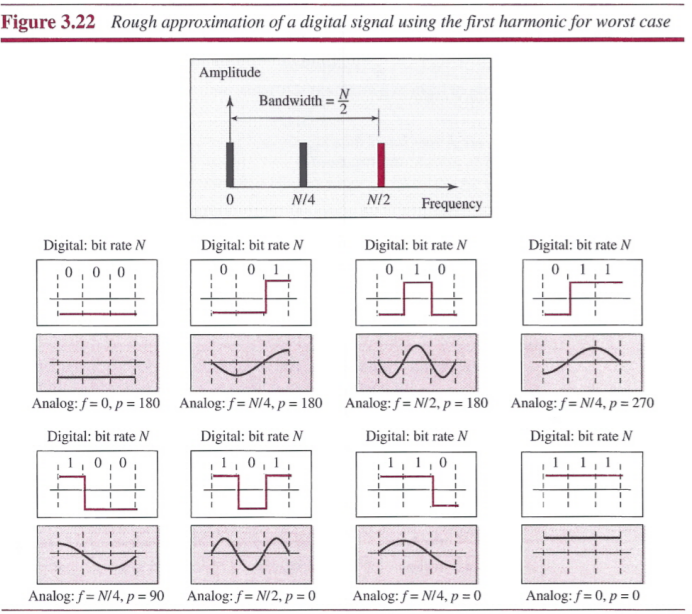 Figure 3.22 Rough approximation of a digital signal using the first harmonic for worst case
Amplitude
Bandwidth = N/2
0 N/4 N/2 Frequency
Digital: bit rate N Digital: bit rate N Digital: bit rate N Digital: bit rate N
0 0 0 0 0 1 0 1 0 0 1 1
Analog: f = 0, p = 180 Analog: f = N/4, p = 180 Analog: f = N/2, p = 180 Analog: f = N/4, p = 270
Digital: bit rate N Digital: bit rate N Digital: bit rate N Digital: bit rate N
1 0 0 1 0 1 1 1 0 1 1 1
Analog: f = N/4, p = 90 Analog: f = N/2, p = 0 Analog: f = N/4, p = 0 Analog: f = 0, p = 0